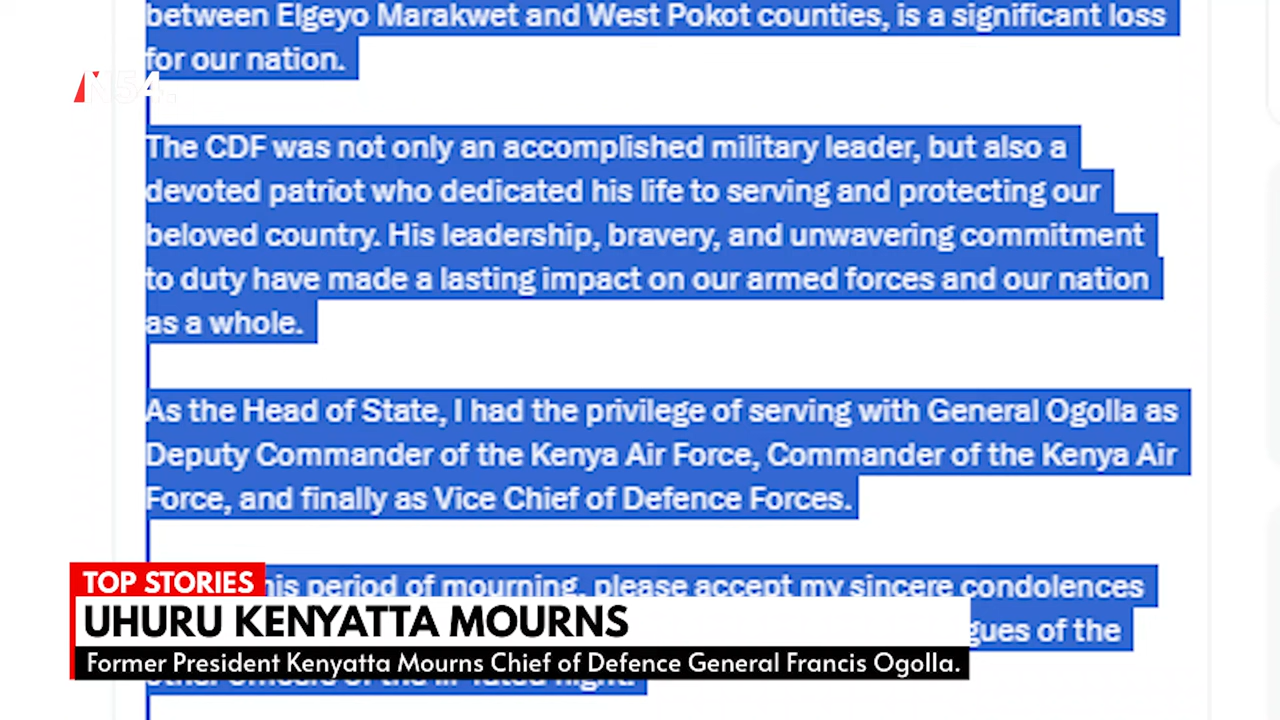 between Elgeyo Marakwet and West Pokot counties, is a significant loss
for our nation.
N54.
The CDF was not only an accomplished military leader, but also a
devoted patriot who dedicated his life to serving and protecting our
beloved country. His leadership, bravery, and unwavering commitment
to duty have made a lasting impact on our armed forces and our nation
as a whole.
As the Head of State, I had the privilege of serving with General Ogolla as
Deputy Commander of the Kenya Air Force, Commander of the Kenya Air
Force, and finally as Vice Chief of Defence Forces.
his period of mourning, please accept my sincere condolences
gues of the
TOP STORIES
UHURU KENYATTA MOURNS
Former President Kenyatta Mourns Chief of Defence General Francis Ogolla.